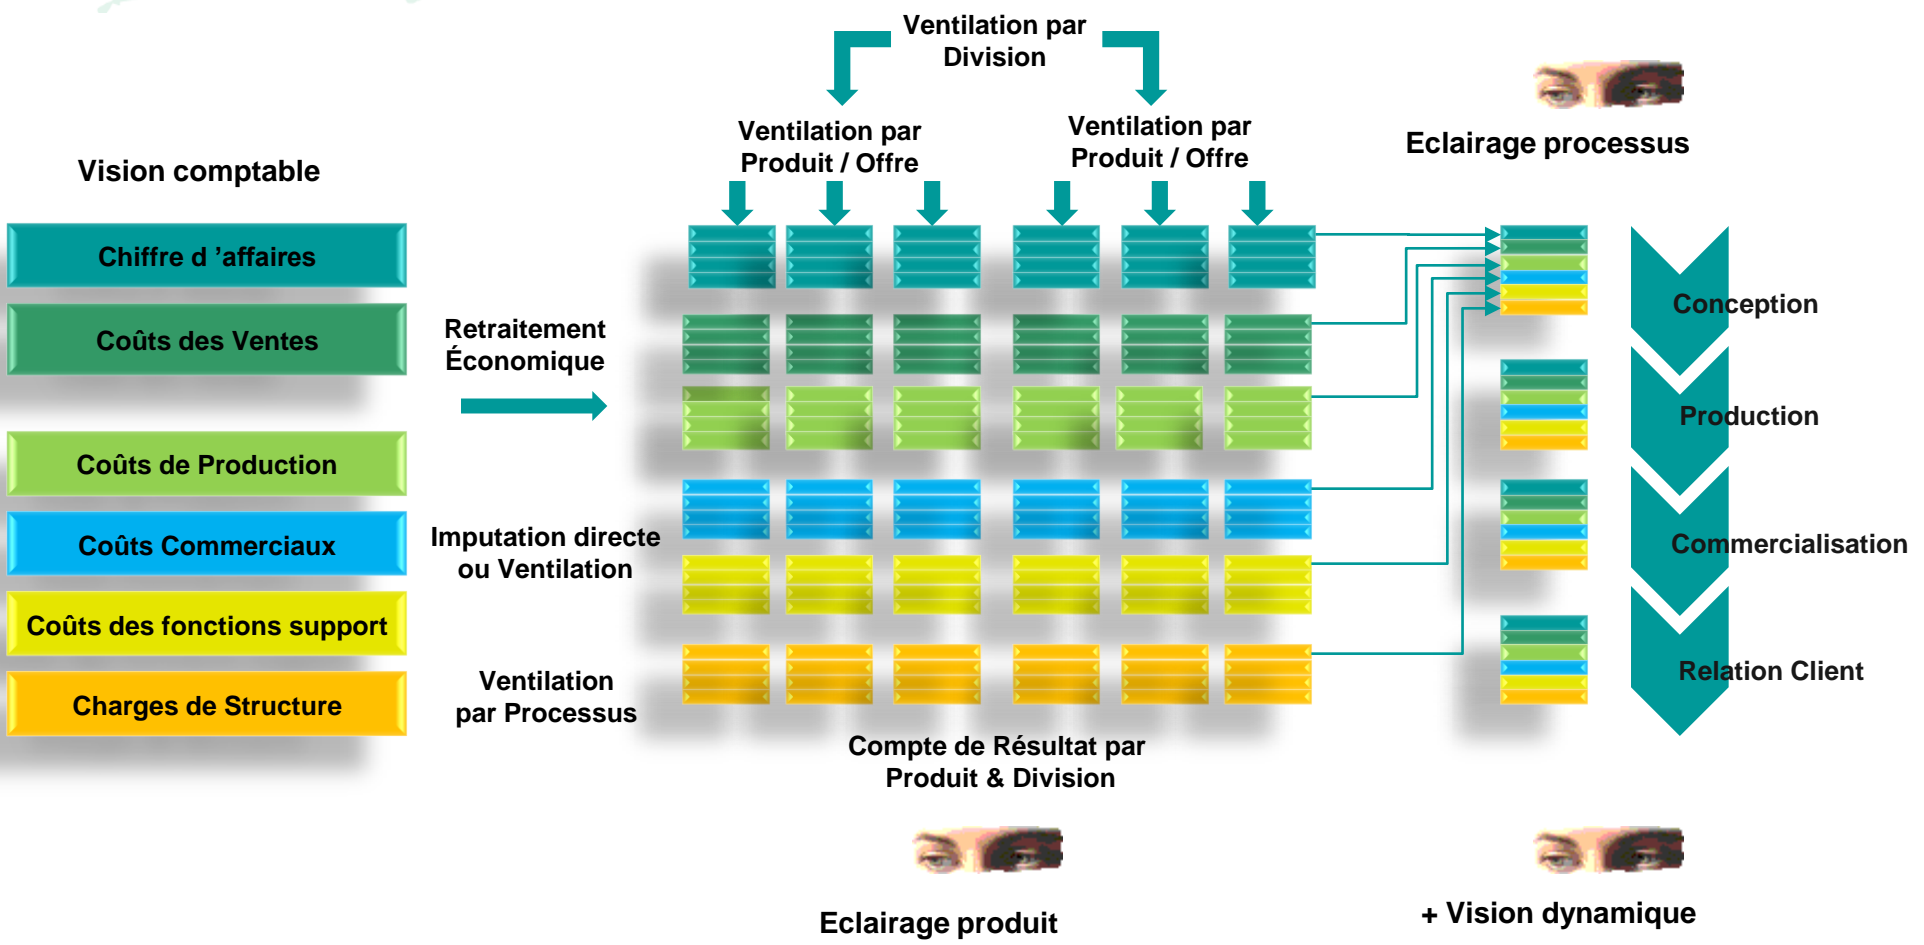 Ventilation par
Division
Ventilation par
Produit / Offre
Ventilation par
Produit / Offre
Eclairage processus
Vision comptable
Chiffre d ’affaires
Coûts des Ventes
Coûts de Production
Coûts Commerciaux
Coûts des fonctions support
Charges de Structure
Retraitement
Économique
Imputation directe
ou Ventilation
Ventilation
par Processus
Compte de Résultat par
Produit & Division
Conception
Production
Commercialisation
Relation Client
Eclairage produit
+ Vision dynamique